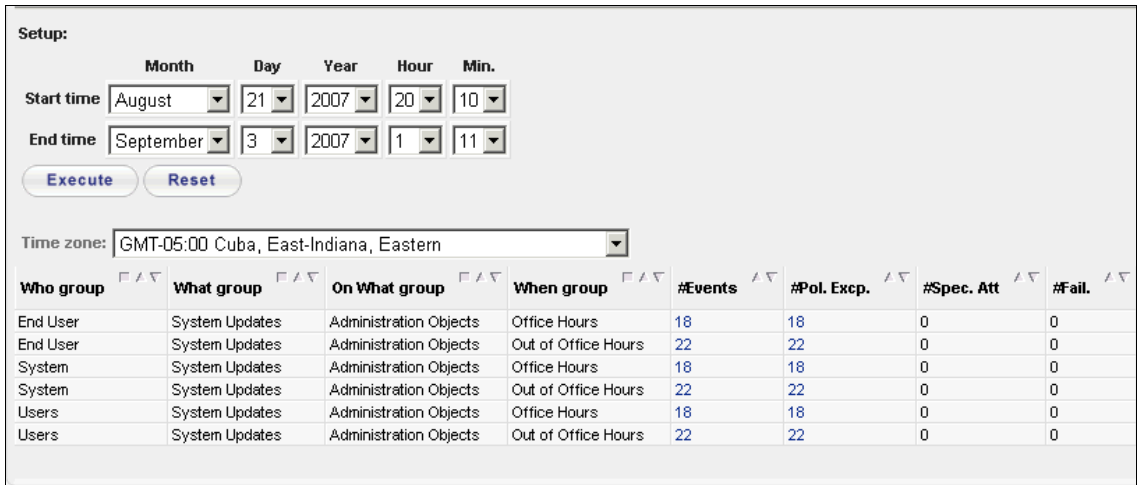 Setup:
Month Day Year Hour Min.
Start time August 21 2007 20 10
End time September 3 2007 1 11
Execute Reset
Time zone: GMT-05:00 Cuba, East-Indiana, Eastern
Who group What group On What group When group #Events #Pol. Excp. #Spec. Att #Fail.
End User System Updates Administration Objects Office Hours 18 18 0 0
End User System Updates Administration Objects Out of Office Hours 22 22 0 0
System System Updates Administration Objects Office Hours 18 18 0 0
System System Updates Administration Objects Out of Office Hours 22 22 0 0
Users System Updates Administration Objects Office Hours 18 18 0 0
Users System Updates Administration Objects Out of Office Hours 22 22 0 0